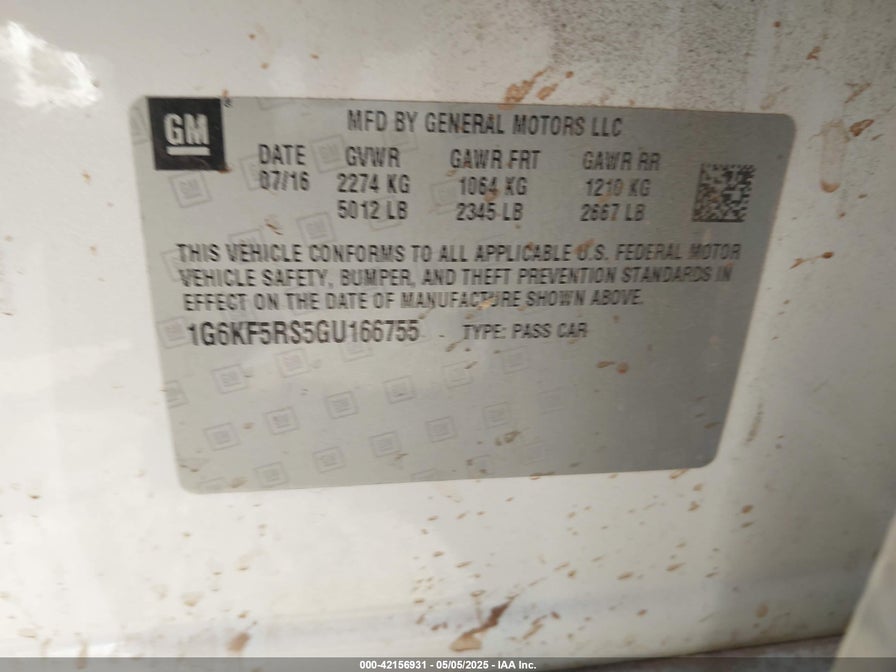 GM
MFD BY GENERAL MOTORS LLC
DATE GVWR GAWR FRT GAWR RR
07/16 2274 KG 1064 KG 1210 KG
5012 LB 2345 LB 2667 LB
THIS VEHICLE CONFORMS TO ALL APPLICABLE U.S. FEDERAL MOTOR
VEHICLE SAFETY, BUMPER, AND THEFT PREVENTION STANDARDS IN
EFFECT ON THE DATE OF MANUFACTURE SHOWN ABOVE.
1G6KF5RS5GU166755 TYPE: PASS CAR
000-42156931 - 05/05/2025 - IAA Inc.